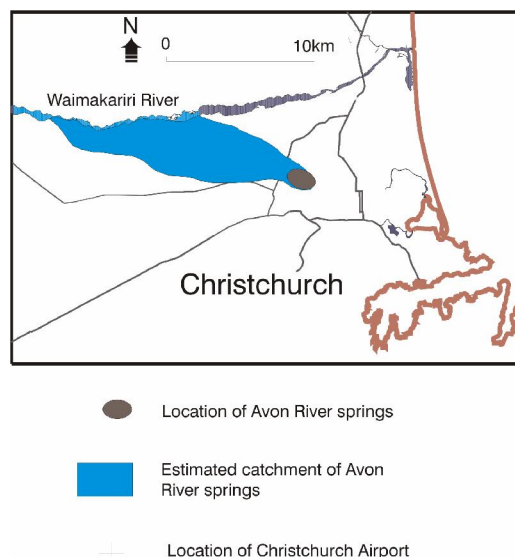 N
0 10km
Waimakariri River
Christchurch
Location of Avon River springs
Estimated catchment of Avon
River springs
Location of Christchurch Airport